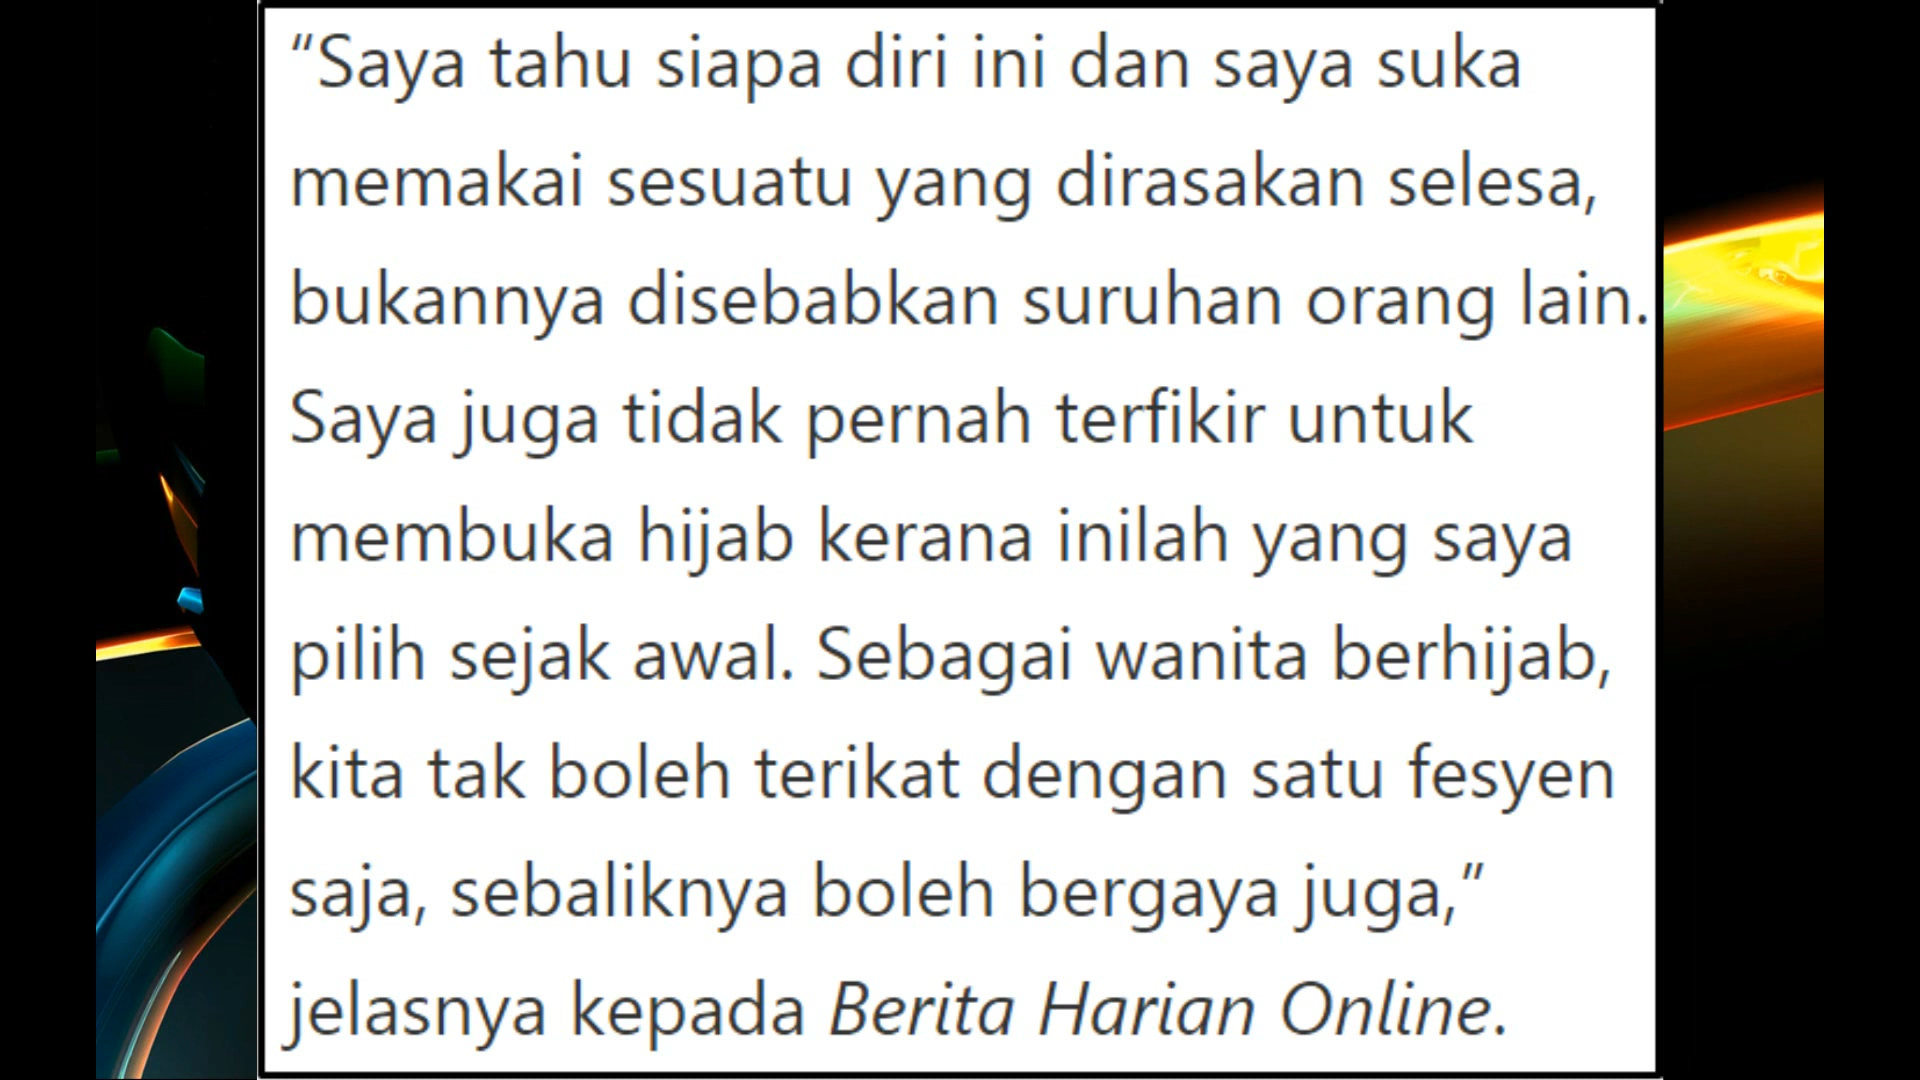 “Saya tahu siapa diri ini dan saya suka
memakai sesuatu yang dirasakan selesa,
bukannya disebabkan suruhan orang lain.
Saya juga tidak pernah terfikir untuk
membuka hijab kerana inilah yang saya
pilih sejak awal. Sebagai wanita berhijab,
kita tak boleh terikat dengan satu fesyen
saja, sebaliknya boleh bergaya juga,”
jelasnya kepada Berita Harian Online.